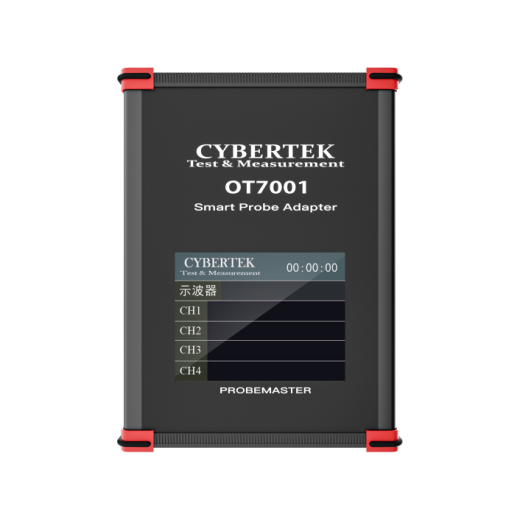 CYBERTEK
Test & Measurement
OT7001
Smart Probe Adapter
CYBERTEK 00:00:00
Test & Measurement
示波器
CH1
CH2
CH3
CH4
PROBEMASTER